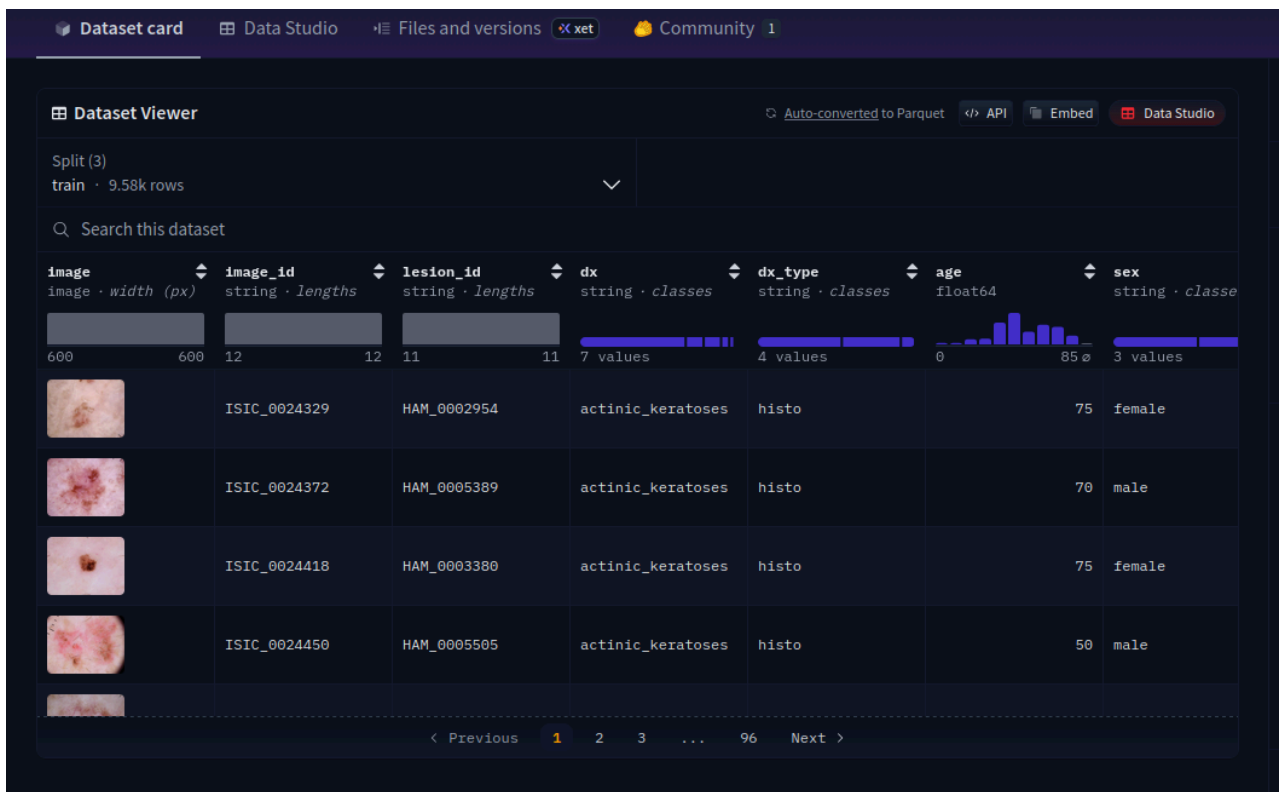 Dataset card Data Studio Files and versions xet Community 1
Dataset Viewer Auto-converted to Parquet </> API Embed Data Studio
Split (3)
train · 9.58k rows
Search this dataset
image image_id lesion_id dx dx_type age sex
image · width (px) string · lengths string · lengths string · classes string · classes float64 string · classe
600 600 12 12 11 11 7 values 4 values 0 85 ⌀ 3 values
ISIC_0024329 HAM_0002954 actinic_keratoses histo 75 female
ISIC_0024372 HAM_0005389 actinic_keratoses histo 70 male
ISIC_0024418 HAM_0003380 actinic_keratoses histo 75 female
ISIC_0024450 HAM_0005505 actinic_keratoses histo 50 male
< Previous 1 2 3 ... 96 Next >